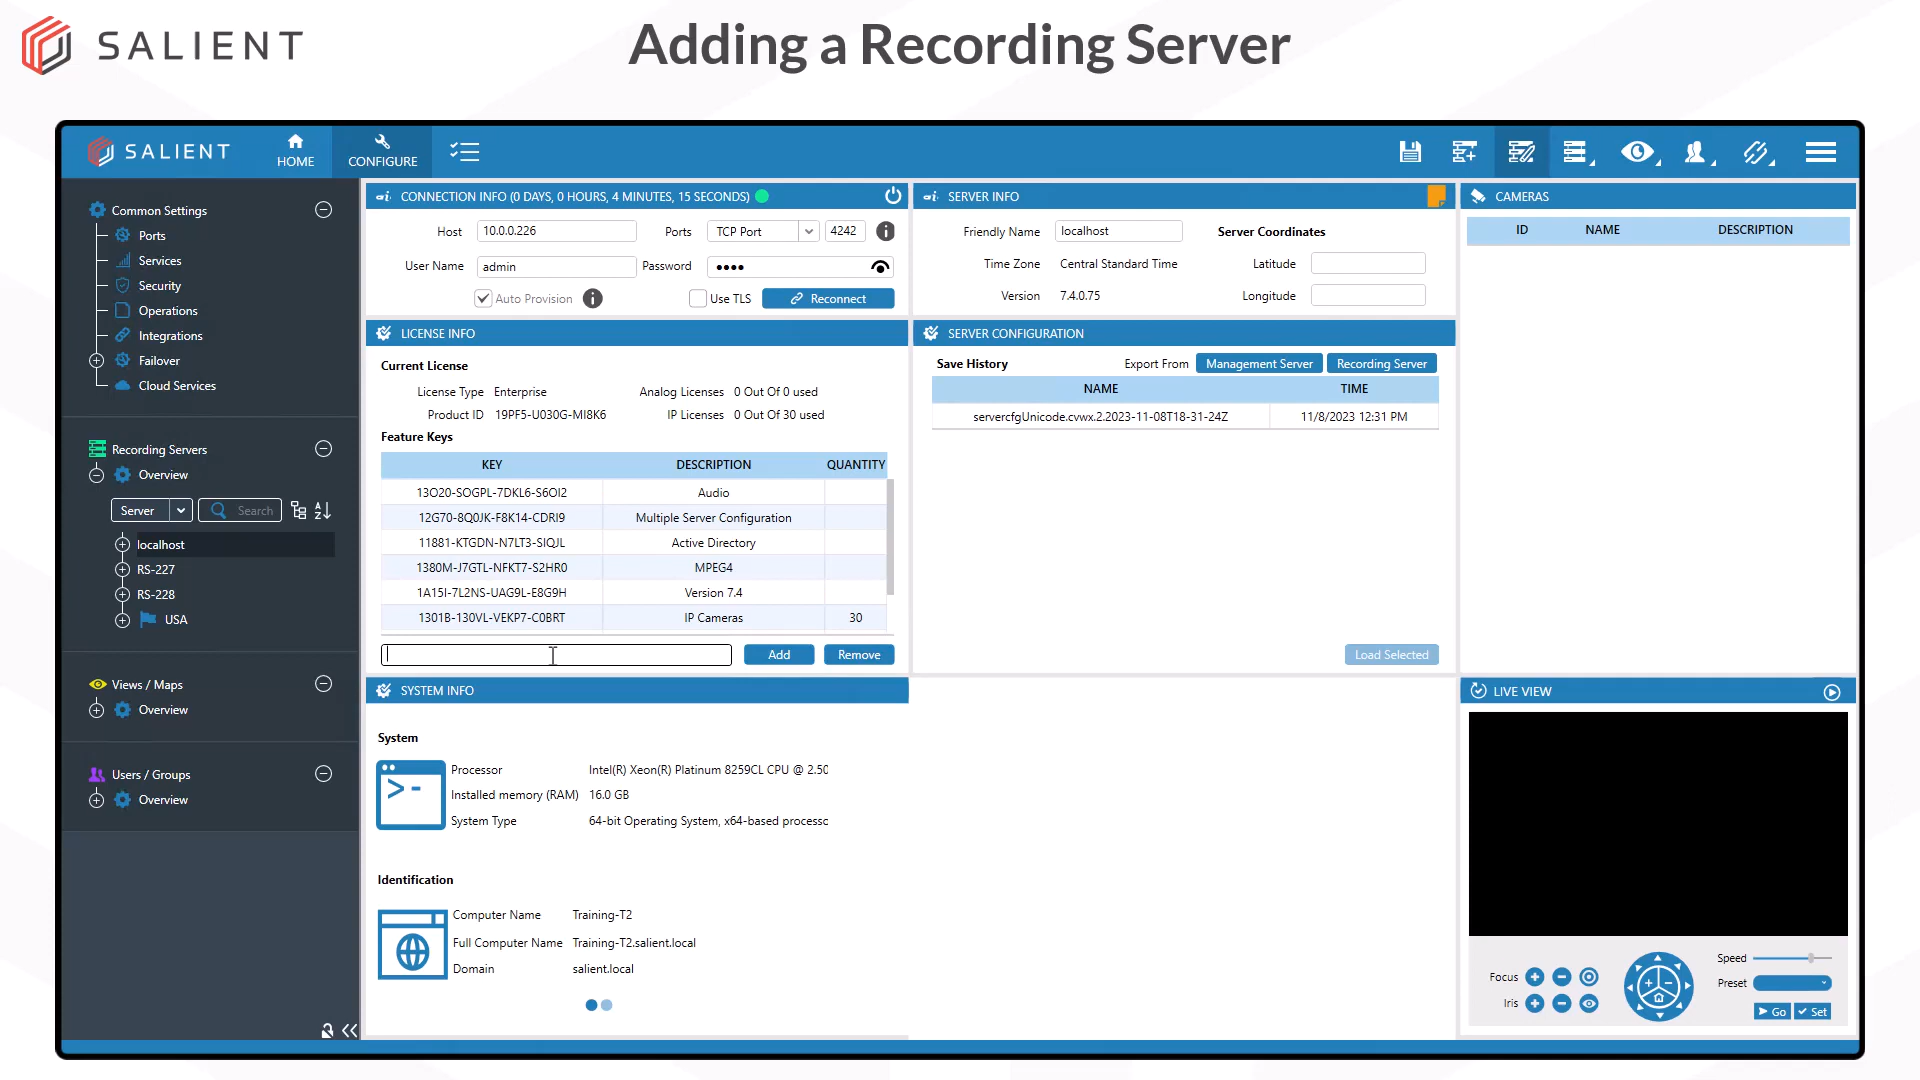 SALIENT
Adding a Recording Server
SALIENT
HOME
CONFIGURE
Common Settings
Ports
Services
Security
Operations
Integrations
Failover
Cloud Services
Recording Servers
Overview
Server
Search
localhost
RS-227
RS-228
USA
Views / Maps
Overview
Users / Groups
Overview
CONNECTION INFO (0 DAYS, 0 HOURS, 4 MINUTES, 15 SECONDS)
Host 10.0.0.226 Ports TCP Port 4242
User Name admin Password ••••
Auto Provision Use TLS Reconnect
LICENSE INFO
Current License
License Type Enterprise Analog Licenses 0 Out Of 0 used
Product ID 19PF5-U030G-MI8K6 IP Licenses 0 Out Of 30 used
Feature Keys
KEY DESCRIPTION QUANTITY
13O20-SOGPL-7DKL6-S6OI2 Audio
12G70-8Q0JK-F8K14-CDRI9 Multiple Server Configuration
11881-KTGDN-N7LT3-SIQJL Active Directory
1380M-J7GTL-NFKT7-S2HR0 MPEG4
1A15I-7L2NS-UAG9L-E8G9H Version 7.4
1301B-130VL-VEKP7-C0BRT IP Cameras 30
Add Remove
SYSTEM INFO
System
Processor Intel(R) Xeon(R) Platinum 8259CL CPU @ 2.50
Installed memory (RAM) 16.0 GB
System Type 64-bit Operating System, x64-based processo
Identification
Computer Name Training-T2
Full Computer Name Training-T2.salient.local
Domain salient.local
SERVER INFO
Friendly Name localhost Server Coordinates
Time Zone Central Standard Time Latitude
Version 7.4.0.75 Longitude
SERVER CONFIGURATION
Save History Export From Management Server Recording Server
NAME TIME
servercfgUnicode.cvwx.2.2023-11-08T18-31-24Z 11/8/2023 12:31 PM
Load Selected
CAMERAS
ID NAME DESCRIPTION
LIVE VIEW
Focus
Iris
Speed
Preset
Go Set